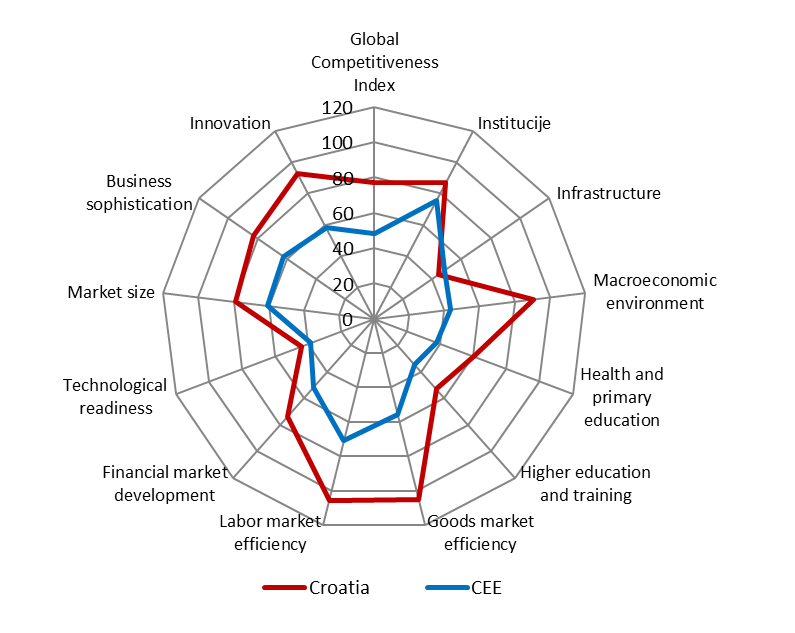 Global
Competitiveness
Index
Institucije
Infrastructure
Macroeconomic
environment
Health and
primary
education
Higher education
and training
Goods market
efficiency
Labor market
efficiency
Financial market
development
Technological
readiness
Market size
Business
sophistication
Innovation
120
100
80
60
40
20
0
Croatia
CEE